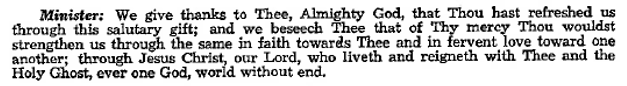 Minister: We give thanks to Thee, Almighty God, that Thou hast refreshed us
through this salutary gift; and we beseech Thee that of Thy mercy Thou wouldst
strengthen us through the same in faith towards Thee and in fervent love toward one
another; through Jesus Christ, our Lord, who liveth and reigneth with Thee and the
Holy Ghost, ever one God, world without end.